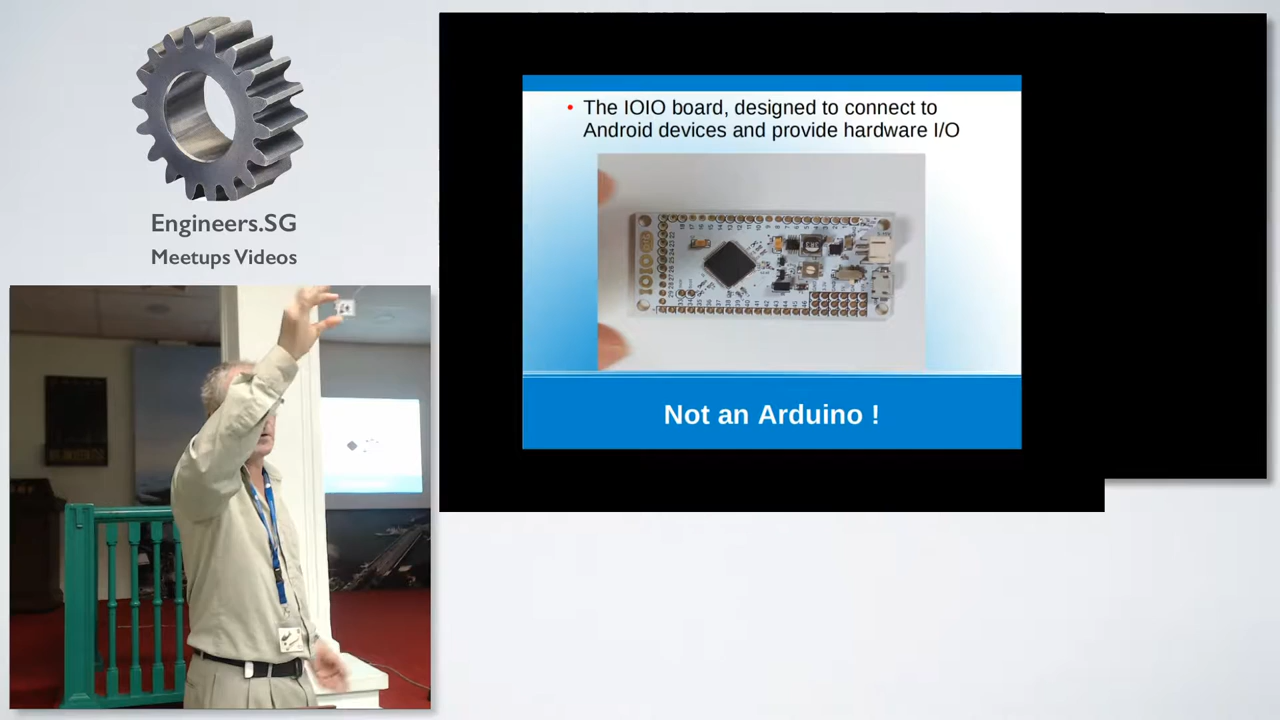 Engineers.SG
Meetups Videos
• The IOIO board, designed to connect to
Android devices and provide hardware I/O
IOIO
Not an Arduino !